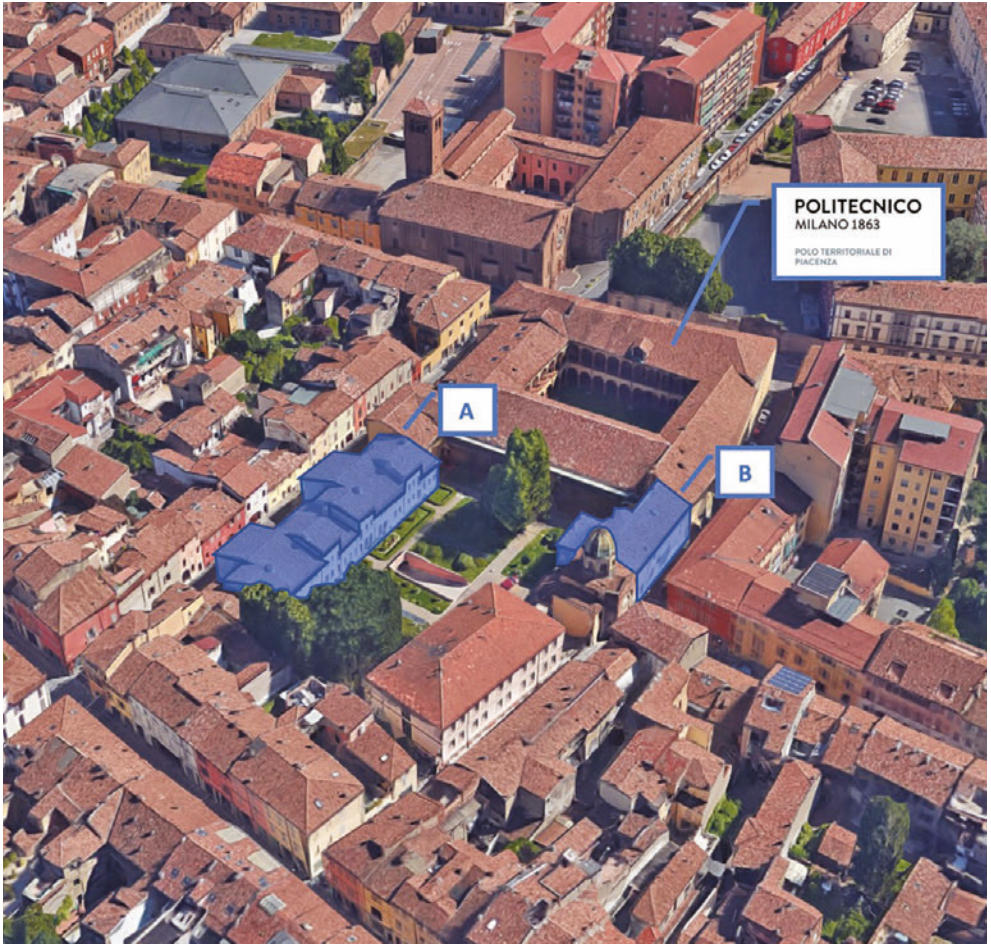 POLITECNICO
MILANO 1863
POLO TERRITORIALE DI
PIACENZA
A
B